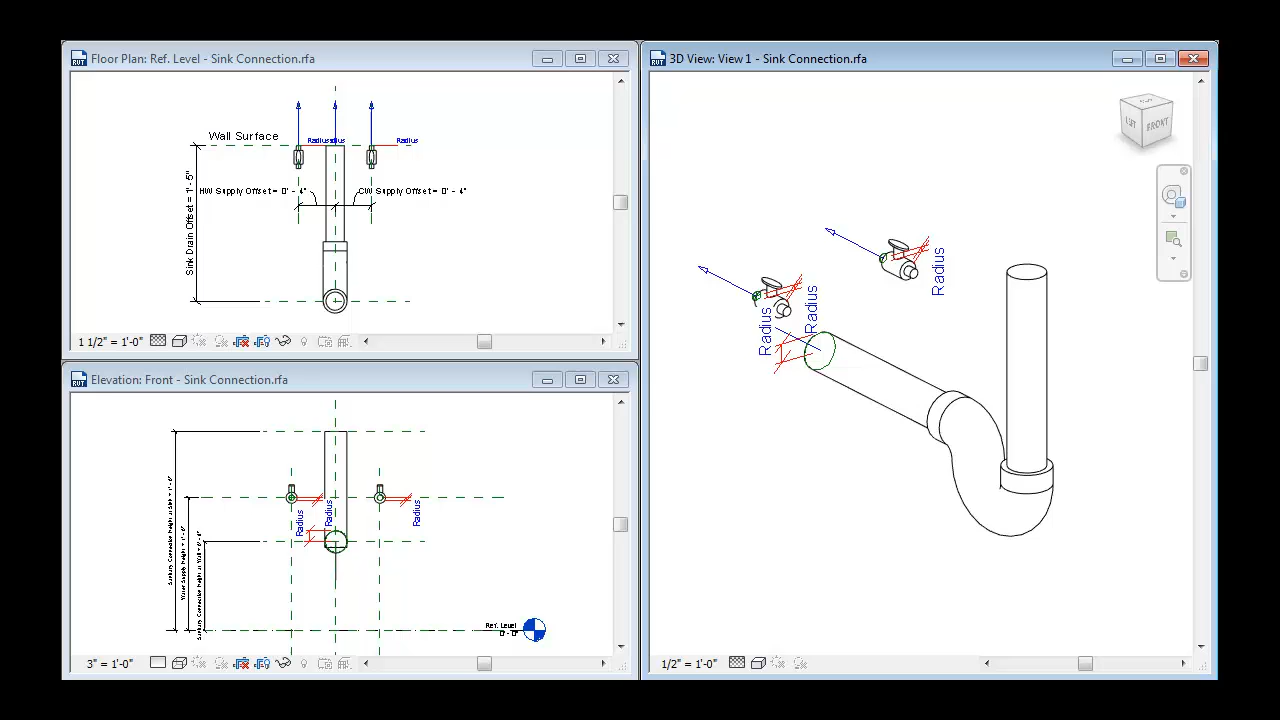 Floor Plan: Ref. Level - Sink Connection.rfa
Wall Surface
Radius
Radius
HW Supply Offset = 0' - 4"
CW Supply Offset = 0' - 4"
Sink Drain Offset = 1' - 5"
1 1/2" = 1'-0"
Elevation: Front - Sink Connection.rfa
Radius
Radius
Radius
Ref. Level
0' - 0"
3" = 1'-0"
3D View: View 1 - Sink Connection.rfa
FRONT
Radius
Radius
Radius
1/2" = 1'-0"